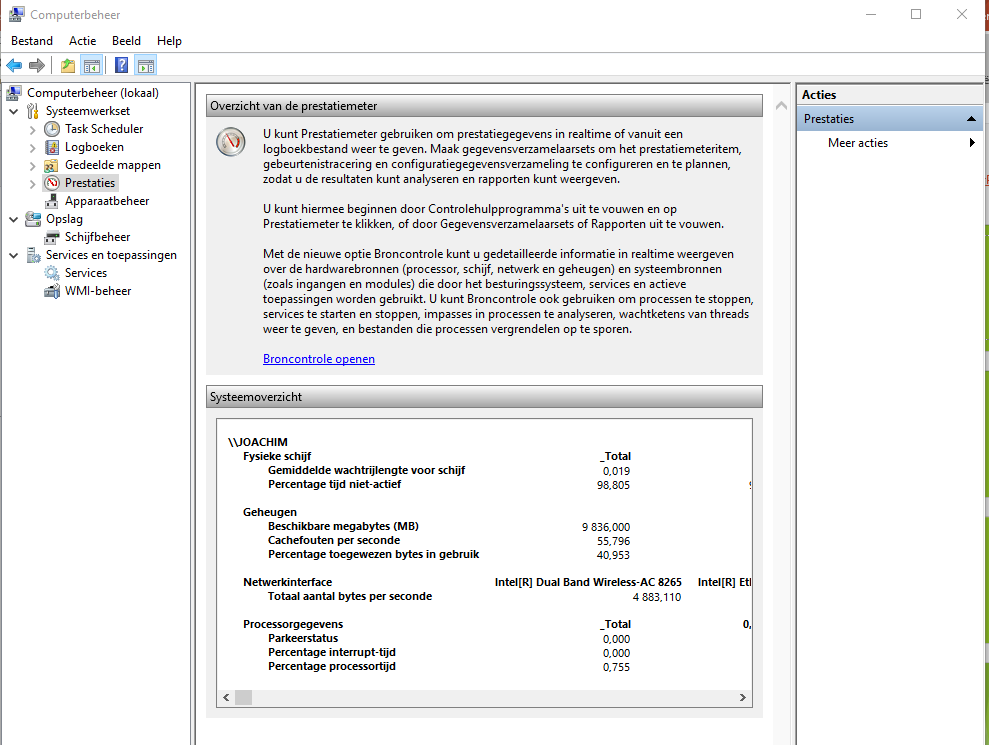 Computerbeheer
Bestand Actie Beeld Help
Computerbeheer (lokaal)
Systeemwerkset
Task Scheduler
Logboeken
Gedeelde mappen
Prestaties
Apparaatbeheer
Opslag
Schijfbeheer
Services en toepassingen
Services
WMI-beheer
Overzicht van de prestatiemeter
U kunt Prestatiemeter gebruiken om prestatiegegevens in realtime of vanuit een
logboekbestand weer te geven. Maak gegevensverzamelaarsets om het prestatiemeteritem,
gebeurtenistracering en configuratiegegevensverzameling te configureren en te plannen,
zodat u de resultaten kunt analyseren en rapporten kunt weergeven.
U kunt hiermee beginnen door Controlehulpprogramma's uit te vouwen en op
Prestatiemeter te klikken, of door Gegevensverzamelaarsets of Rapporten uit te vouwen.
Met de nieuwe optie Broncontrole kunt u gedetailleerde informatie in realtime weergeven
over de hardwarebronnen (processor, schijf, netwerk en geheugen) en systeembronnen
(zoals ingangen en modules) die door het besturingssysteem, services en actieve
toepassingen worden gebruikt. U kunt Broncontrole ook gebruiken om processen te stoppen,
services te starten en stoppen, impasses in processen te analyseren, wachtketens van threads
weer te geven, en bestanden die processen vergrendelen op te sporen.
Broncontrole openen
Systeemoverzicht
\\JOACHIM
Fysieke schijf _Total
Gemiddelde wachtrijlengte voor schijf 0,019
Percentage tijd niet-actief 98,805
Geheugen
Beschikbare megabytes (MB) 9 836,000
Cachefouten per seconde 55,796
Percentage toegewezen bytes in gebruik 40,953
Netwerkinterface Intel[R] Dual Band Wireless-AC 8265 Intel[R]
Totaal aantal bytes per seconde 4 883,110
Processorgegevens _Total 0,
Parkeerstatus 0,000
Percentage interrupt-tijd 0,000
Percentage processortijd 0,755
Acties
Prestaties
Meer acties